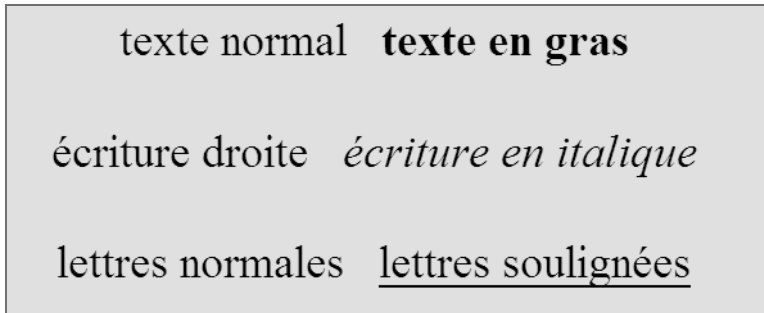 texte normal texte en gras
écriture droite écriture en italique
lettres normales lettres soulignées